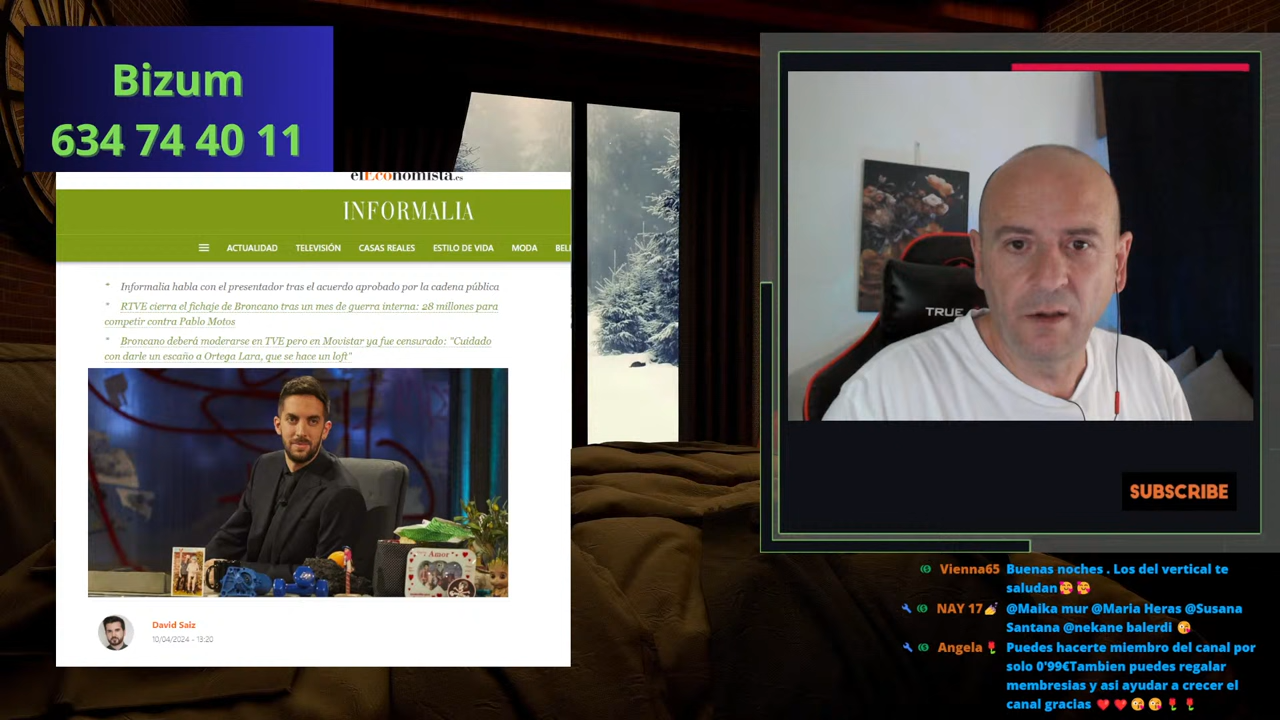 Bizum
634 74 40 11
elEconomista.es
INFORMALIA
ACTUALIDAD TELEVISIÓN CASAS REALES ESTILO DE VIDA MODA
* Informalia habla con el presentador tras el acuerdo aprobado por la cadena pública
* RTVE cierra el fichaje de Broncano tras un mes de guerra interna: 28 millones para
competir contra Pablo Motos
* Broncano deberá moderarse en TVE pero en Movistar ya fue censurado: "Cuidado
con darle un escaño a Ortega Lara, que se hace un loft"
Amor
David Saiz
10/04/2024 - 13:20
TRUE
SUBSCRIBE
Vienna65 Buenas noches . Los del vertical te
saludan🥰 🥰
NAY 17💅 @Maika mur @Maria Heras @Susana
Santana @nekane balerdi 😘
Angela 🌹 Puedes hacerte miembro del canal por
solo 0'99€Tambien puedes regalar
membresias y asi ayudar a crecer el
canal gracias ❤️ ❤️ 😘 😘 🌹 🌹